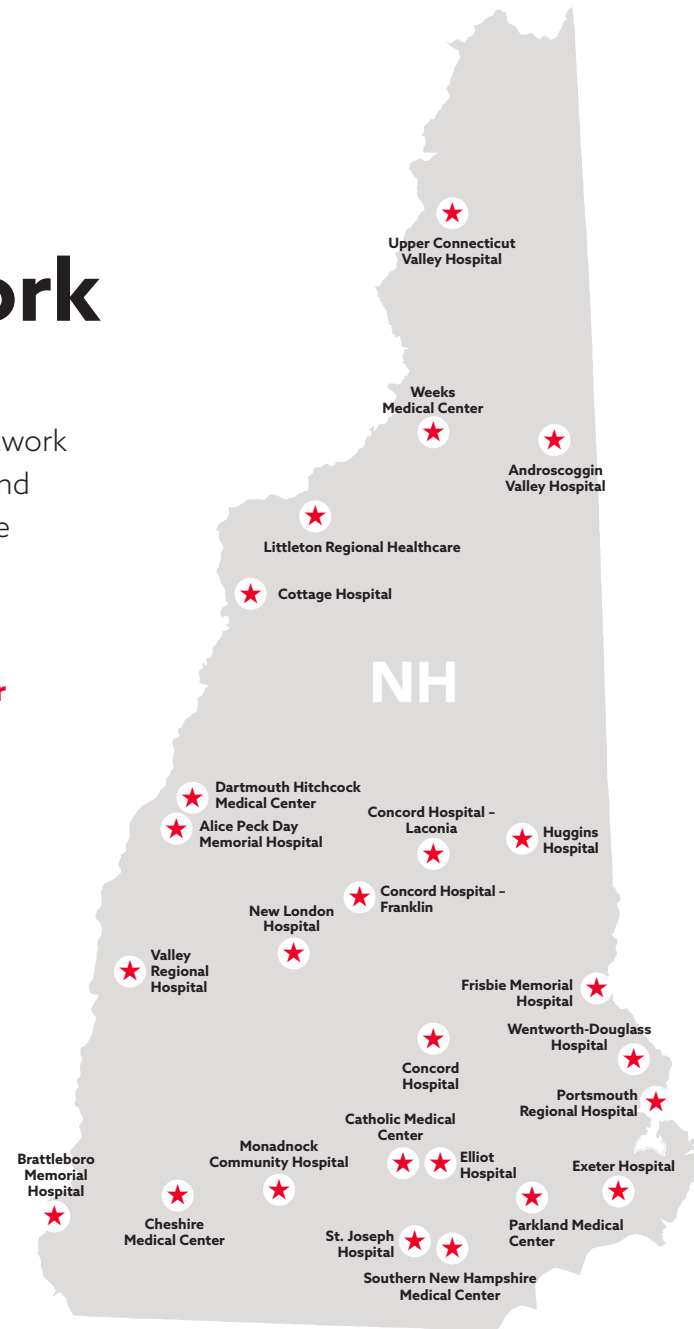 Upper Connecticut
Valley Hospital
ork
Weeks
Medical Center
work
Androscoggin
Valley Hospital
nd
e
Littleton Regional Healthcare
Cottage Hospital
NH
r
Dartmouth Hitchcock
Medical Center
Alice Peck Day
Memorial Hospital
Concord Hospital –
Laconia
Huggins
Hospital
Concord Hospital –
Franklin
New London
Hospital
Valley
Regional
Hospital
Frisbie Memorial
Hospital
Wentworth-Douglass
Hospital
Concord
Hospital
Portsmouth
Regional Hospital
Catholic Medical
Center
Elliot
Hospital
Monadnock
Community Hospital
Brattleboro
Memorial
Hospital
Exeter Hospital
Cheshire
Medical Center
Parkland Medical
Center
St. Joseph
Hospital
Southern New Hampshire
Medical Center